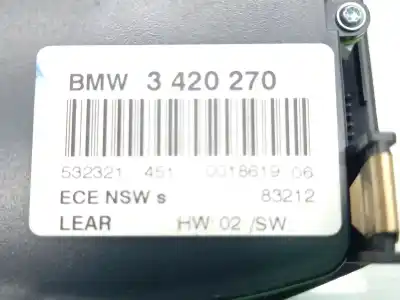 BMW 3 420 270
532321 451 0018619 06
ECE NSW s 83212
LEAR HW 02 /SW